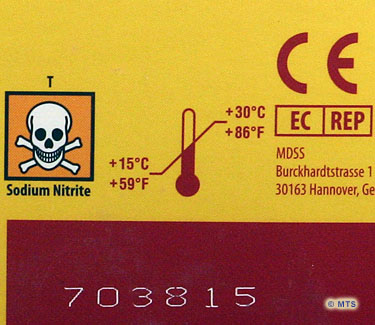 T
Sodium Nitrite
+15°C
+59°F
+30°C
+86°F
CE
EC REP
MDSS
Burckhardtstrasse 1
30163 Hannover, Ge
703815
© MTS